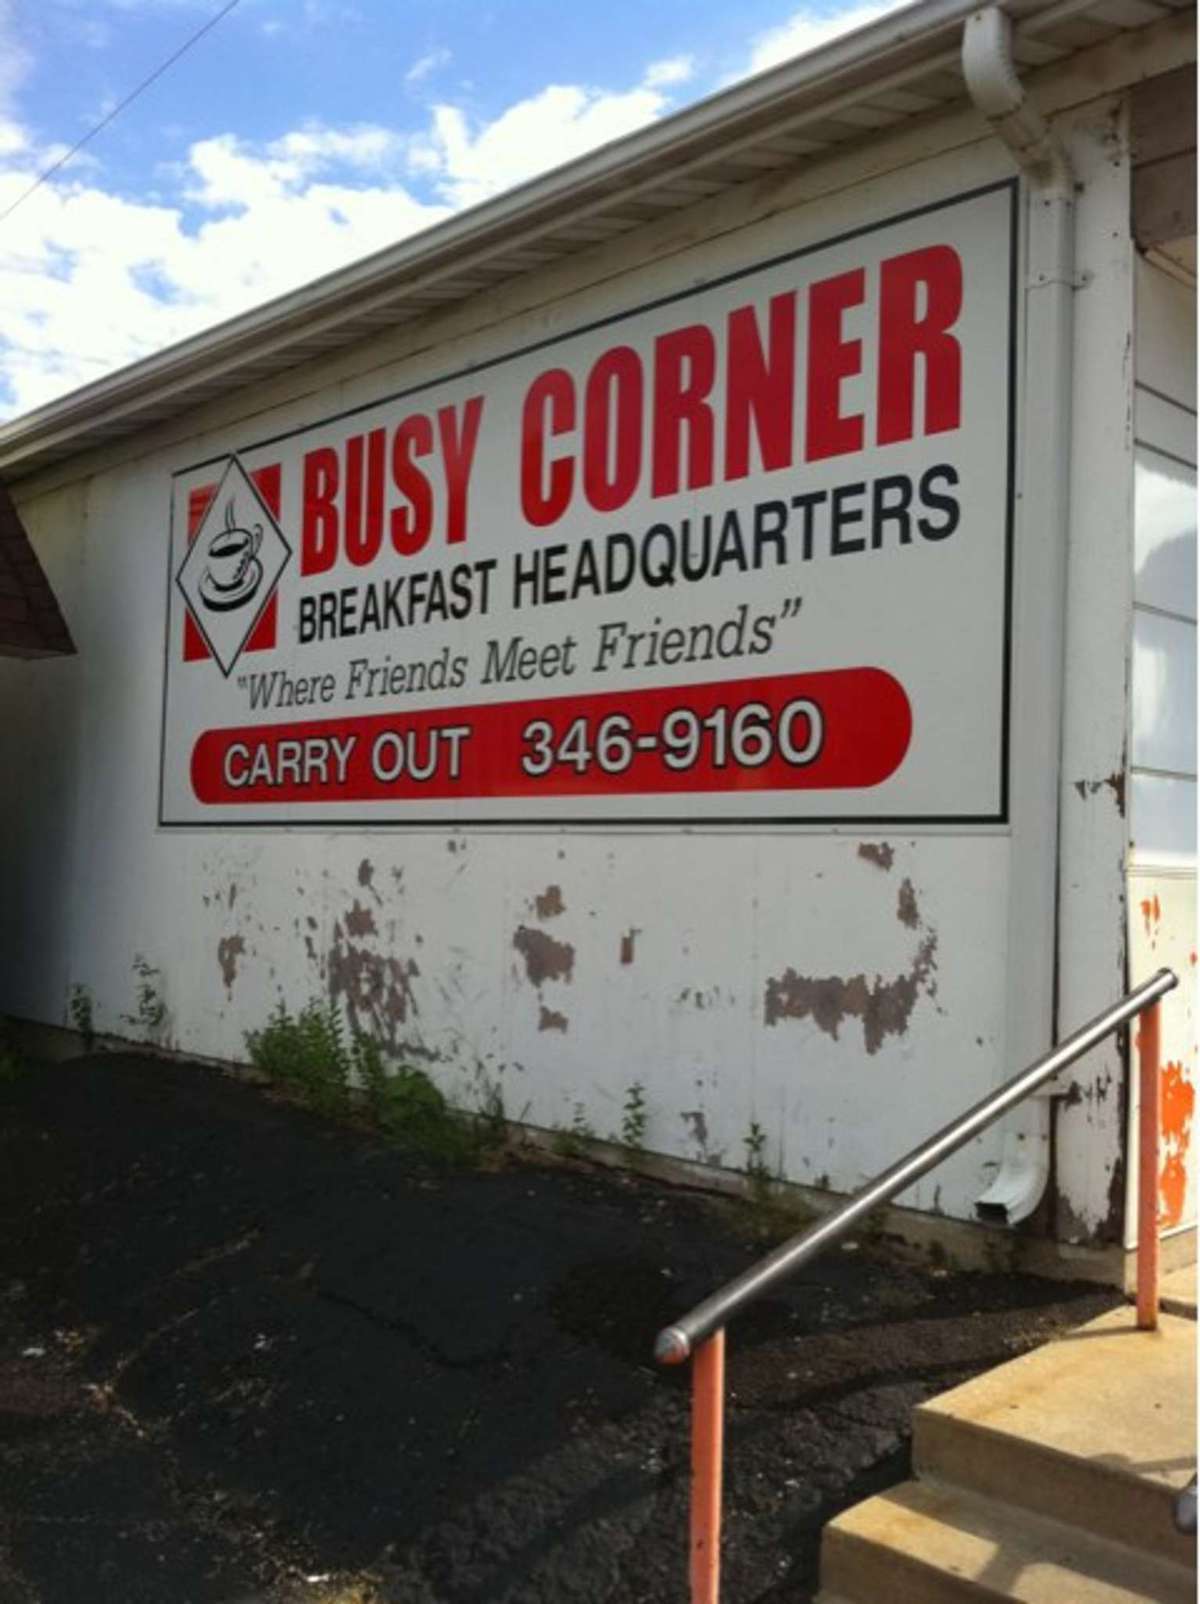 BUSY CORNER
BREAKFAST HEADQUARTERS
"Where Friends Meet Friends"
CARRY OUT 346-9160